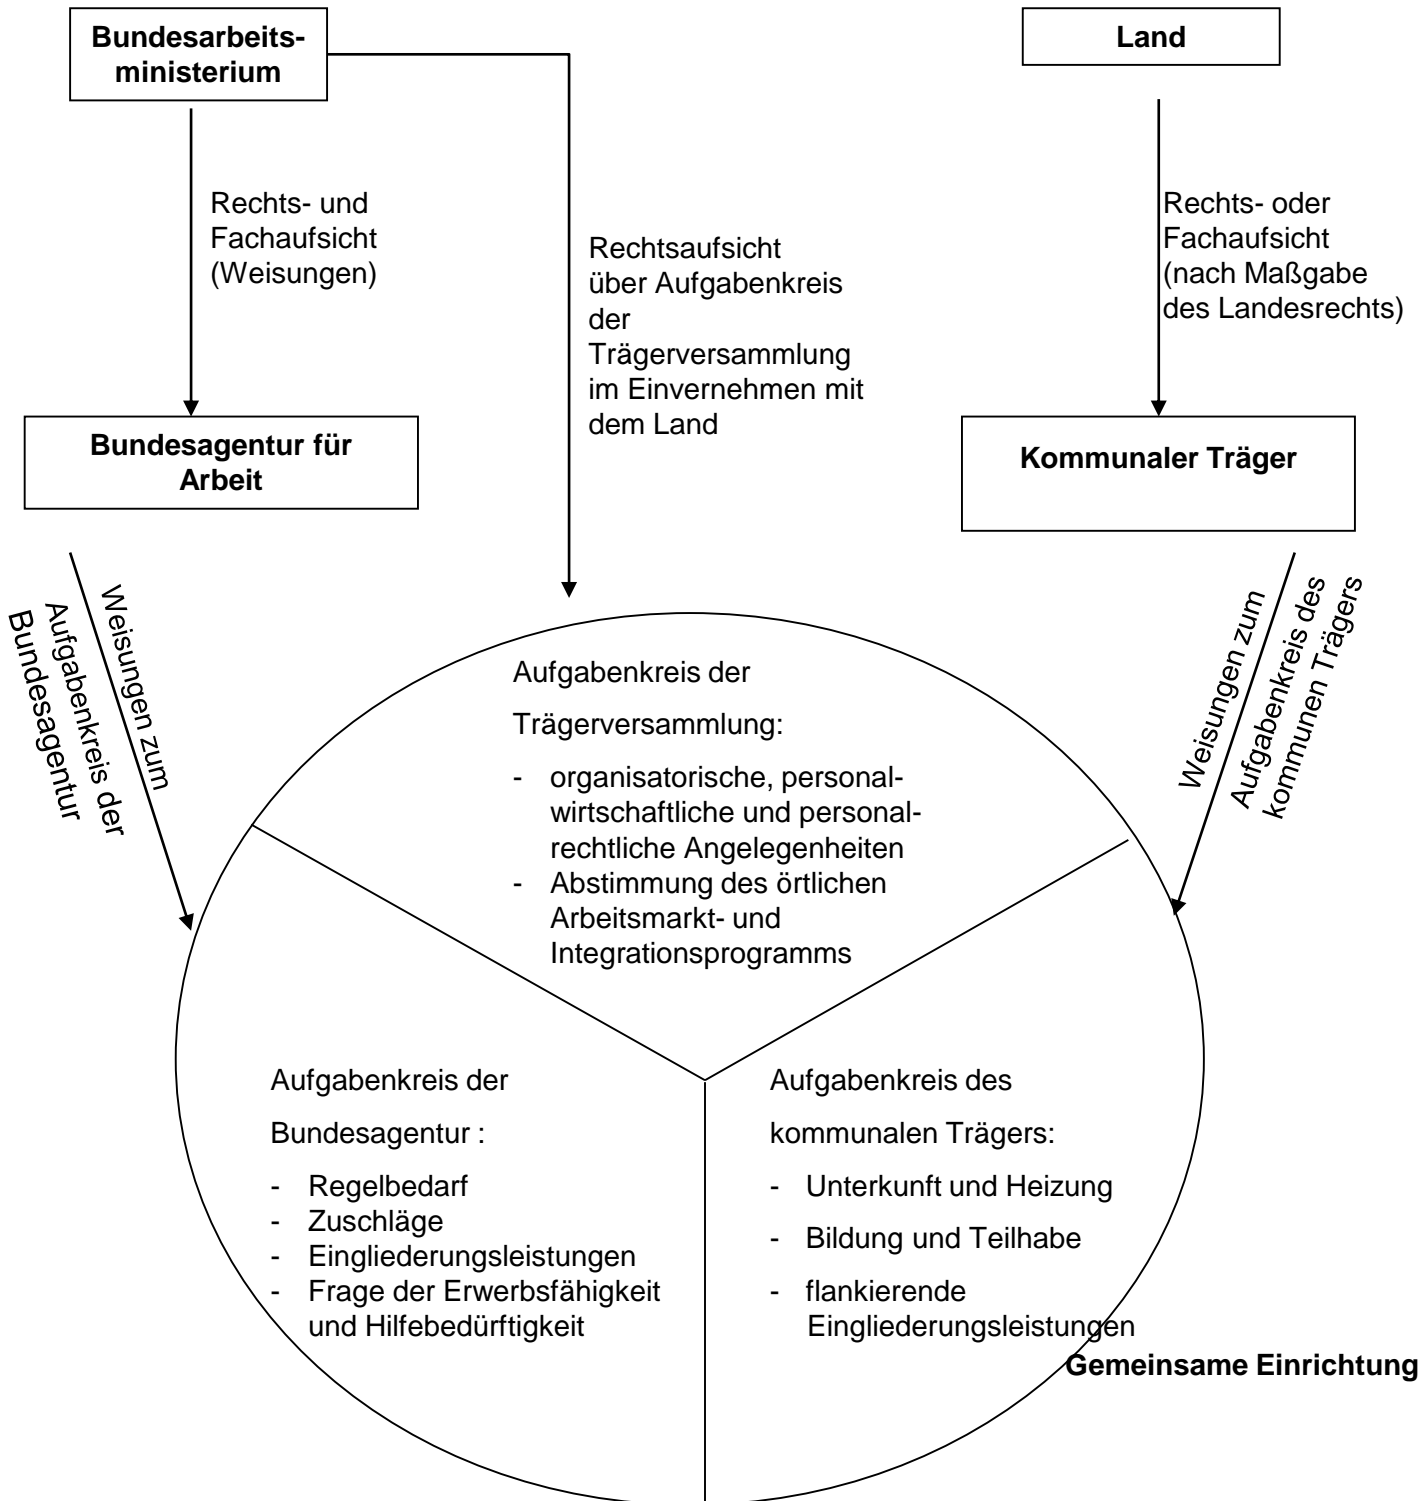 Bundesarbeits-
ministerium
Land
Rechts- und
Fachaufsicht
(Weisungen)
Rechtsaufsicht
über Aufgabenkreis
der
Trägerversammlung
im Einvernehmen mit
dem Land
Rechts- oder
Fachaufsicht
(nach Maßgabe
des Landesrechts)
Bundesagentur für
Arbeit
Kommunaler Träger
Weisungen zum
Aufgabenkreis der
Bundesagentur
Weisungen zum
Aufgabenkreis des
kommunen Trägers
Aufgabenkreis der
Trägerversammlung:
- organisatorische, personal-
wirtschaftliche und personal-
rechtliche Angelegenheiten
- Abstimmung des örtlichen
Arbeitsmarkt- und
Integrationsprogramms
Aufgabenkreis der
Bundesagentur :
- Regelbedarf
- Zuschläge
- Eingliederungsleistungen
- Frage der Erwerbsfähigkeit
und Hilfebedürftigkeit
Aufgabenkreis des
kommunalen Trägers:
- Unterkunft und Heizung
- Bildung und Teilhabe
- flankierende
Eingliederungsleistungen
Gemeinsame Einrichtung